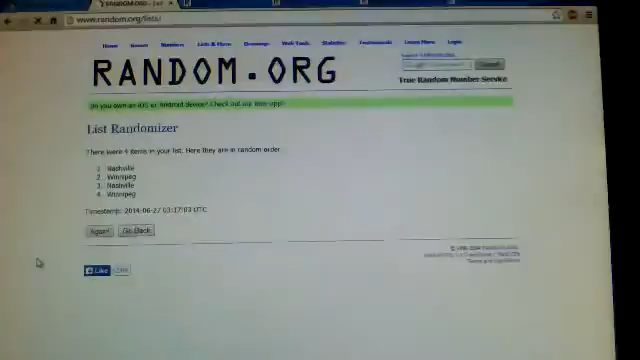 RANDOM.ORG - List
www.random.org/lists/
Home Games Numbers Lists & More Drawings Web Tools Statistics Testimonials Learn More Login
RANDOM.ORG
Search RANDOM.ORG
Search
True Random Number Service
Do you own an iOS or Android device? Check out our new app!
List Randomizer
There were 4 items in your list. Here they are in random order:
1. Nashville
2. Winnipeg
3. Nashville
4. Winnipeg
Timestamp: 2014-06-27 03:17:03 UTC
Again! Go Back
Like
Terms and Conditions